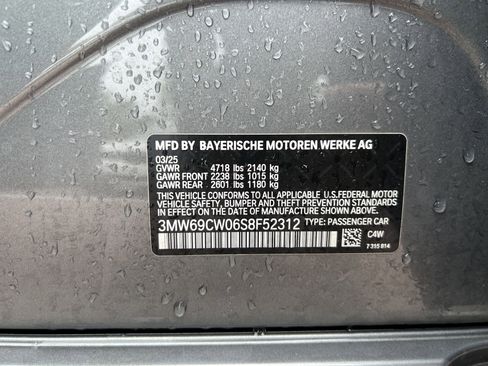 MFD BY BAYERISCHE MOTOREN WERKE AG
03/25
GVWR 4718 lbs 2140 kg
GAWR FRONT 2238 lbs 1015 kg
GAWR REAR 2601 lbs 1180 kg
THIS VEHICLE CONFORMS TO ALL APPLICABLE U.S.FEDERAL MOTOR
VEHICLE SAFETY, BUMPER, AND THEFT PREVENTION STANDARDS
IN EFFECT ON THE DATE OF MANUFACTURE SHOWN ABOVE.
3MW69CW06S8F52312 TYPE: PASSENGER CAR
C4W
7 315 814